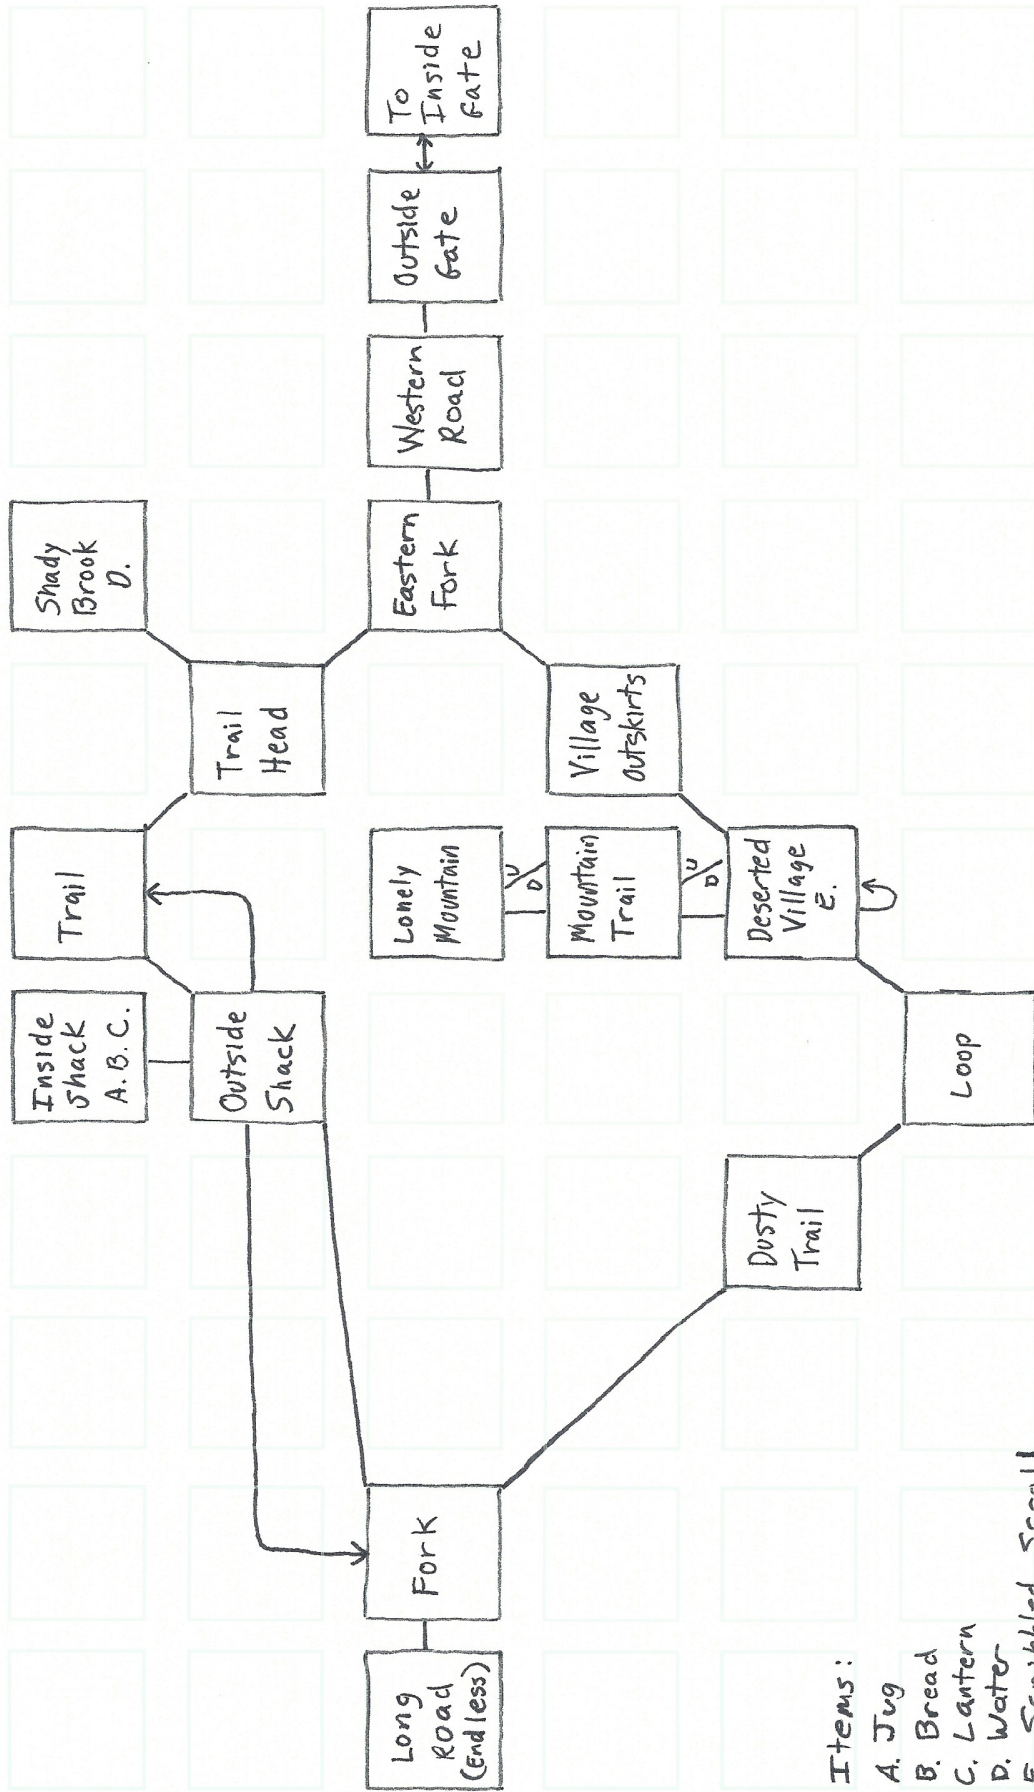 Shady
Brook
D.
Inside
Shack
A. B. C.
Trail
Trail
Head
Outside
Shack
Long
Road
(Endless)
Fork
Lonely
Mountain
Eastern
Fork
Western
Road
Outside
Gate
To
Inside
Gate
U
D
Mountain
Trail
Village
Outskirts
U
D
Dusty
Trail
Deserted
Village
E.
Loop
Items:
A. Jug
B. Bread
C. Lantern
D. Water
E. Scribbled Scroll